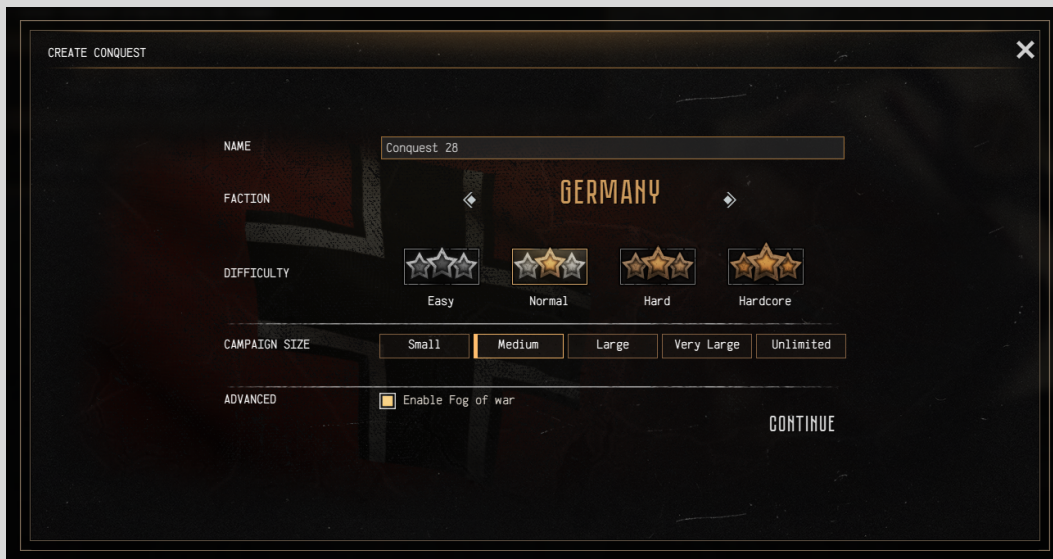 CREATE CONQUEST
NAME
Conquest 28
FACTION
GERMANY
DIFFICULTY
Easy Normal Hard Hardcore
CAMPAIGN SIZE
Small Medium Large Very Large Unlimited
ADVANCED
Enable Fog of war
CONTINUE